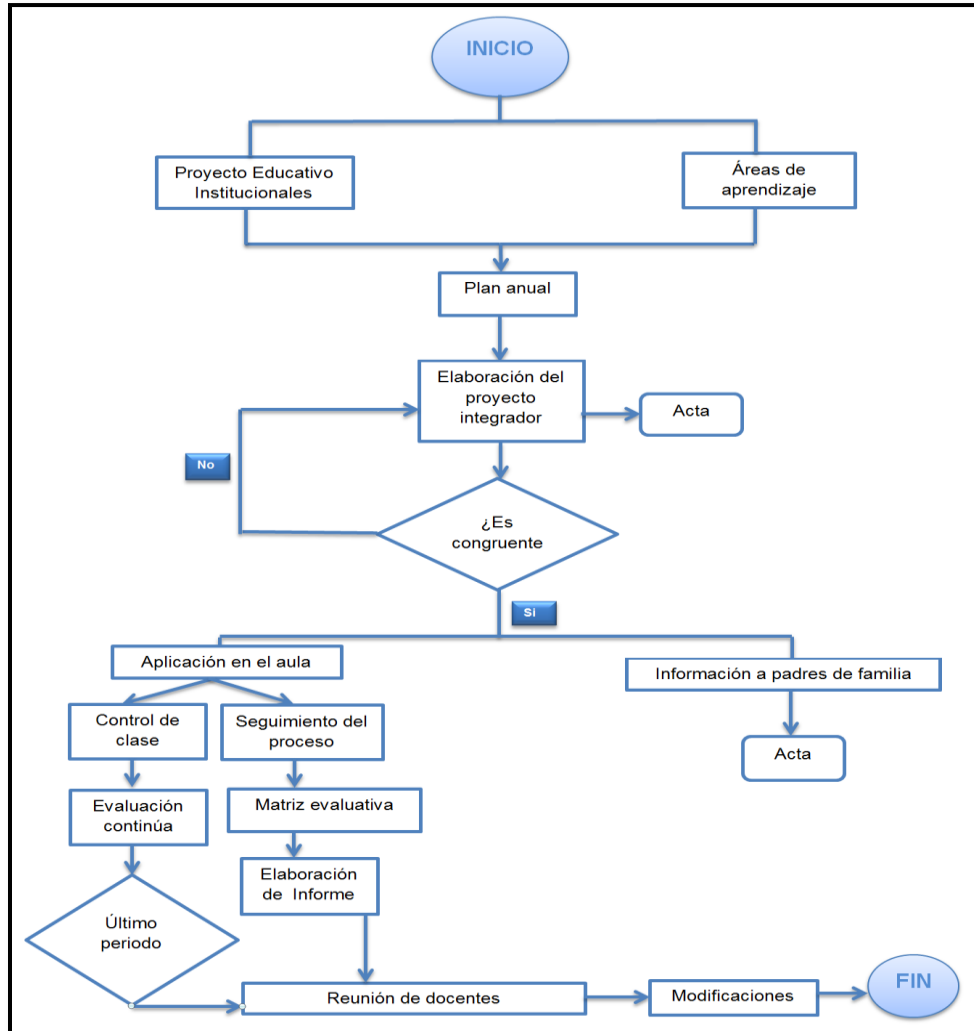 INICIO
Proyecto Educativo
Institucionales
Áreas de
aprendizaje
Plan anual
Elaboración del
proyecto
integrador
Acta
No
¿Es
congruente
Si
Aplicación en el aula
Información a padres de familia
Control de
clase
Seguimiento del
proceso
Acta
Evaluación
continúa
Matriz evaluativa
Elaboración
de Informe
Último
periodo
Reunión de docentes
Modificaciones
FIN